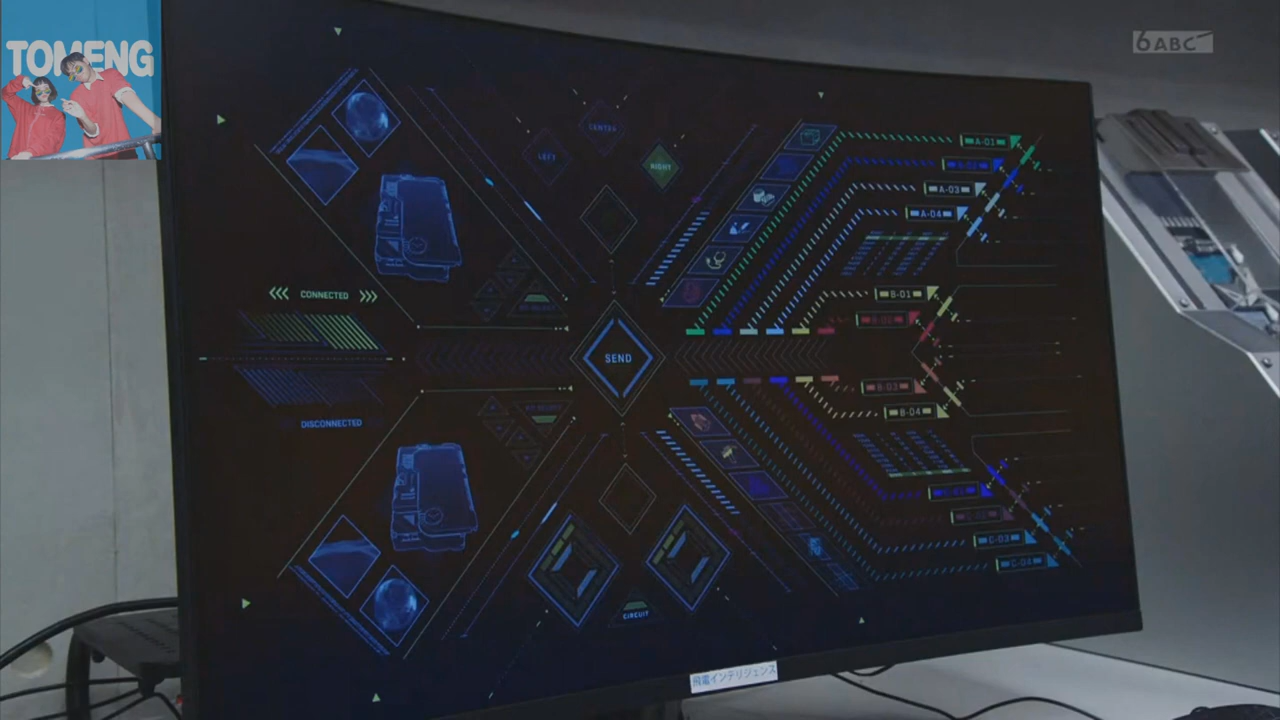 TOMENG
6ABC
CENTER
LEFT
RIGHT
A-01
A-03
A-04
CONNECTED
B-01
SEND
B-03
B-04
DISCONNECTED
C-03
C-04
CIRCUIT
飛電インテリジェンス